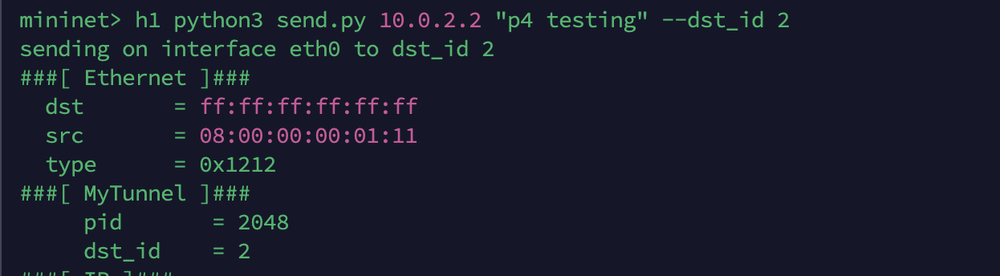 mininet> h1 python3 send.py 10.0.2.2 "p4 testing" --dst_id 2
sending on interface eth0 to dst_id 2
###[ Ethernet ]###
  dst       = ff:ff:ff:ff:ff:ff
  src       = 08:00:00:00:01:11
  type      = 0x1212
###[ MyTunnel ]###
     pid       = 2048
     dst_id    = 2
###[ IP ]###